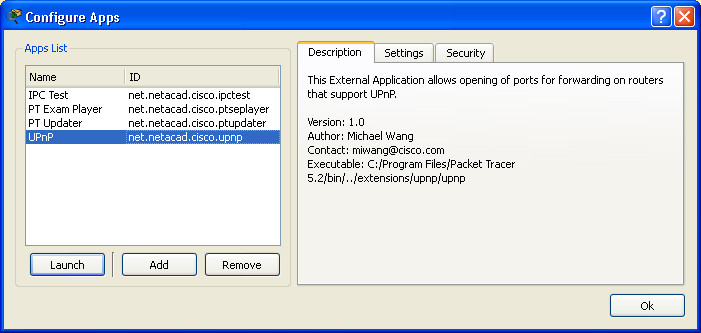 Configure Apps
Apps List
Name ID
IPC Test net.netacad.cisco.ipctest
PT Exam Player net.netacad.cisco.ptseplayer
PT Updater net.netacad.cisco.ptupdater
UPnP net.netacad.cisco.upnp
Launch Add Remove
Description Settings Security
This External Application allows opening of ports for forwarding on routers
that support UPnP.
Version: 1.0
Author: Michael Wang
Contact: miwang@cisco.com
Executable: C:/Program Files/Packet Tracer
5.2/bin/../extensions/upnp/upnp
Ok